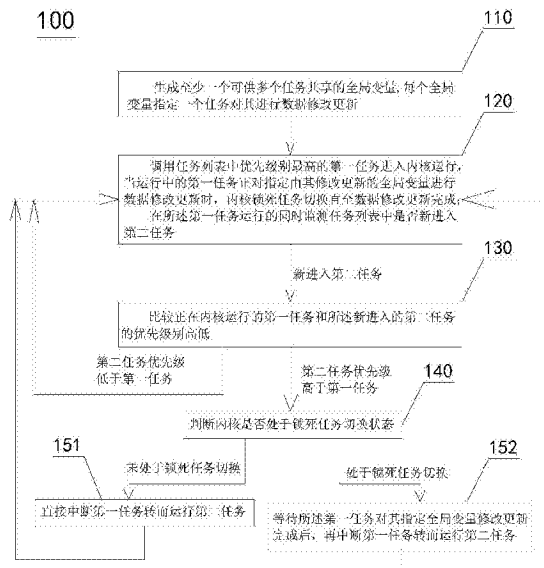 100
110
生成至少一个可供多个任务共享的全局变量,每个全局
变量指定一个任务对其进行数据修改更新
120
调用任务列表中优先级别最高的第一任务进入内核运行,
当运行中的第一任务正对指定由其修改更新的全局变量进行
数据修改更新时,内核锁死任务切换直至数据修改更新完成;
在所述第一任务运行的同时监测任务列表中是否新进入
第二任务
新进入第二任务
130
比较正在内核运行的第一任务和所述新进入的第二任务
的优先级别高低
第二任务优先级
低于第一任务
第二任务优先级
高于第一任务
140
判断内核是否处于锁死任务切换状态
151
未处于锁死任务切换
处于锁死任务切换
152
直接中断第一任务转而运行第二任务
等待所述第一任务对其指定全局变量修改更新
完成后,再中断第一任务转而运行第二任务